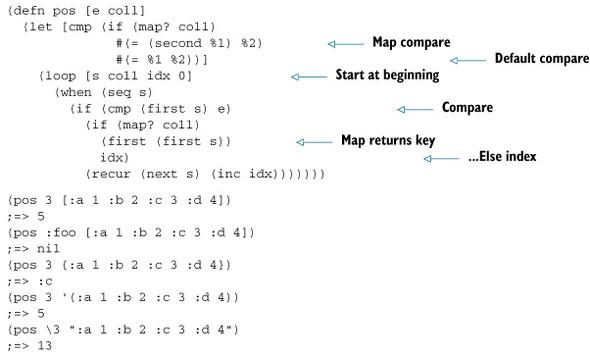 (defn pos [e coll]
(let [cmp (if (map? coll)
#(= (second %1) %2) Map compare
#(= %1 %2))] Default compare
(loop [s coll idx 0] Start at beginning
(when (seq s)
(if (cmp (first s) e) Compare
(if (map? coll)
(first (first s)) Map returns key
idx) ...Else index
(recur (next s) (inc idx)))))))
(pos 3 [:a 1 :b 2 :c 3 :d 4])
;=> 5
(pos :foo [:a 1 :b 2 :c 3 :d 4])
;=> nil
(pos 3 {:a 1 :b 2 :c 3 :d 4})
;=> :c
(pos 3 '(:a 1 :b 2 :c 3 :d 4))
;=> 5
(pos \3 ":a 1 :b 2 :c 3 :d 4")
;=> 13